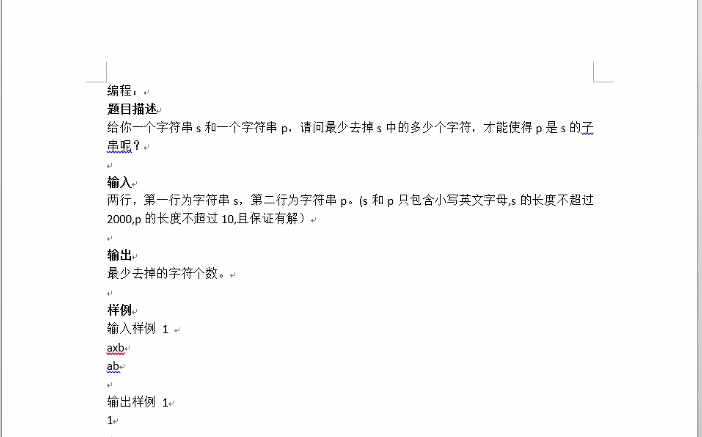 编程：
题目描述
给你一个字符串 s 和一个字符串 p，请问最少去掉 s 中的多少个字符，才能使得 p 是 s 的子
串呢？
输入
两行，第一行为字符串 s，第二行为字符串 p。(s 和 p 只包含小写英文字母,s 的长度不超过
2000,p 的长度不超过 10,且保证有解）
输出
最少去掉的字符个数。
样例
输入样例 1
axb
ab
输出样例 1
1